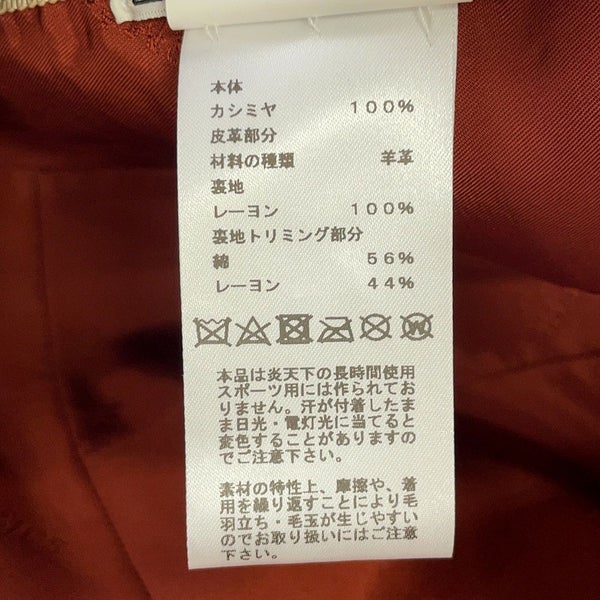 本体
カシミヤ 100%
皮革部分
材料の種類 羊革
裏地
レーヨン 100%
裏地トリミング部分
綿 56%
レーヨン 44%
本品は炎天下の長時間使用
スポーツ用には作られてお
りません。汗が付着したま
ま日光・電灯光に当てると
変色することがありますの
でご注意下さい。
素材の特性上、摩擦や、着
用を繰り返すことにより毛
羽立ち・毛玉が生じやすい
のでお取り扱いにはご注意
下さい。